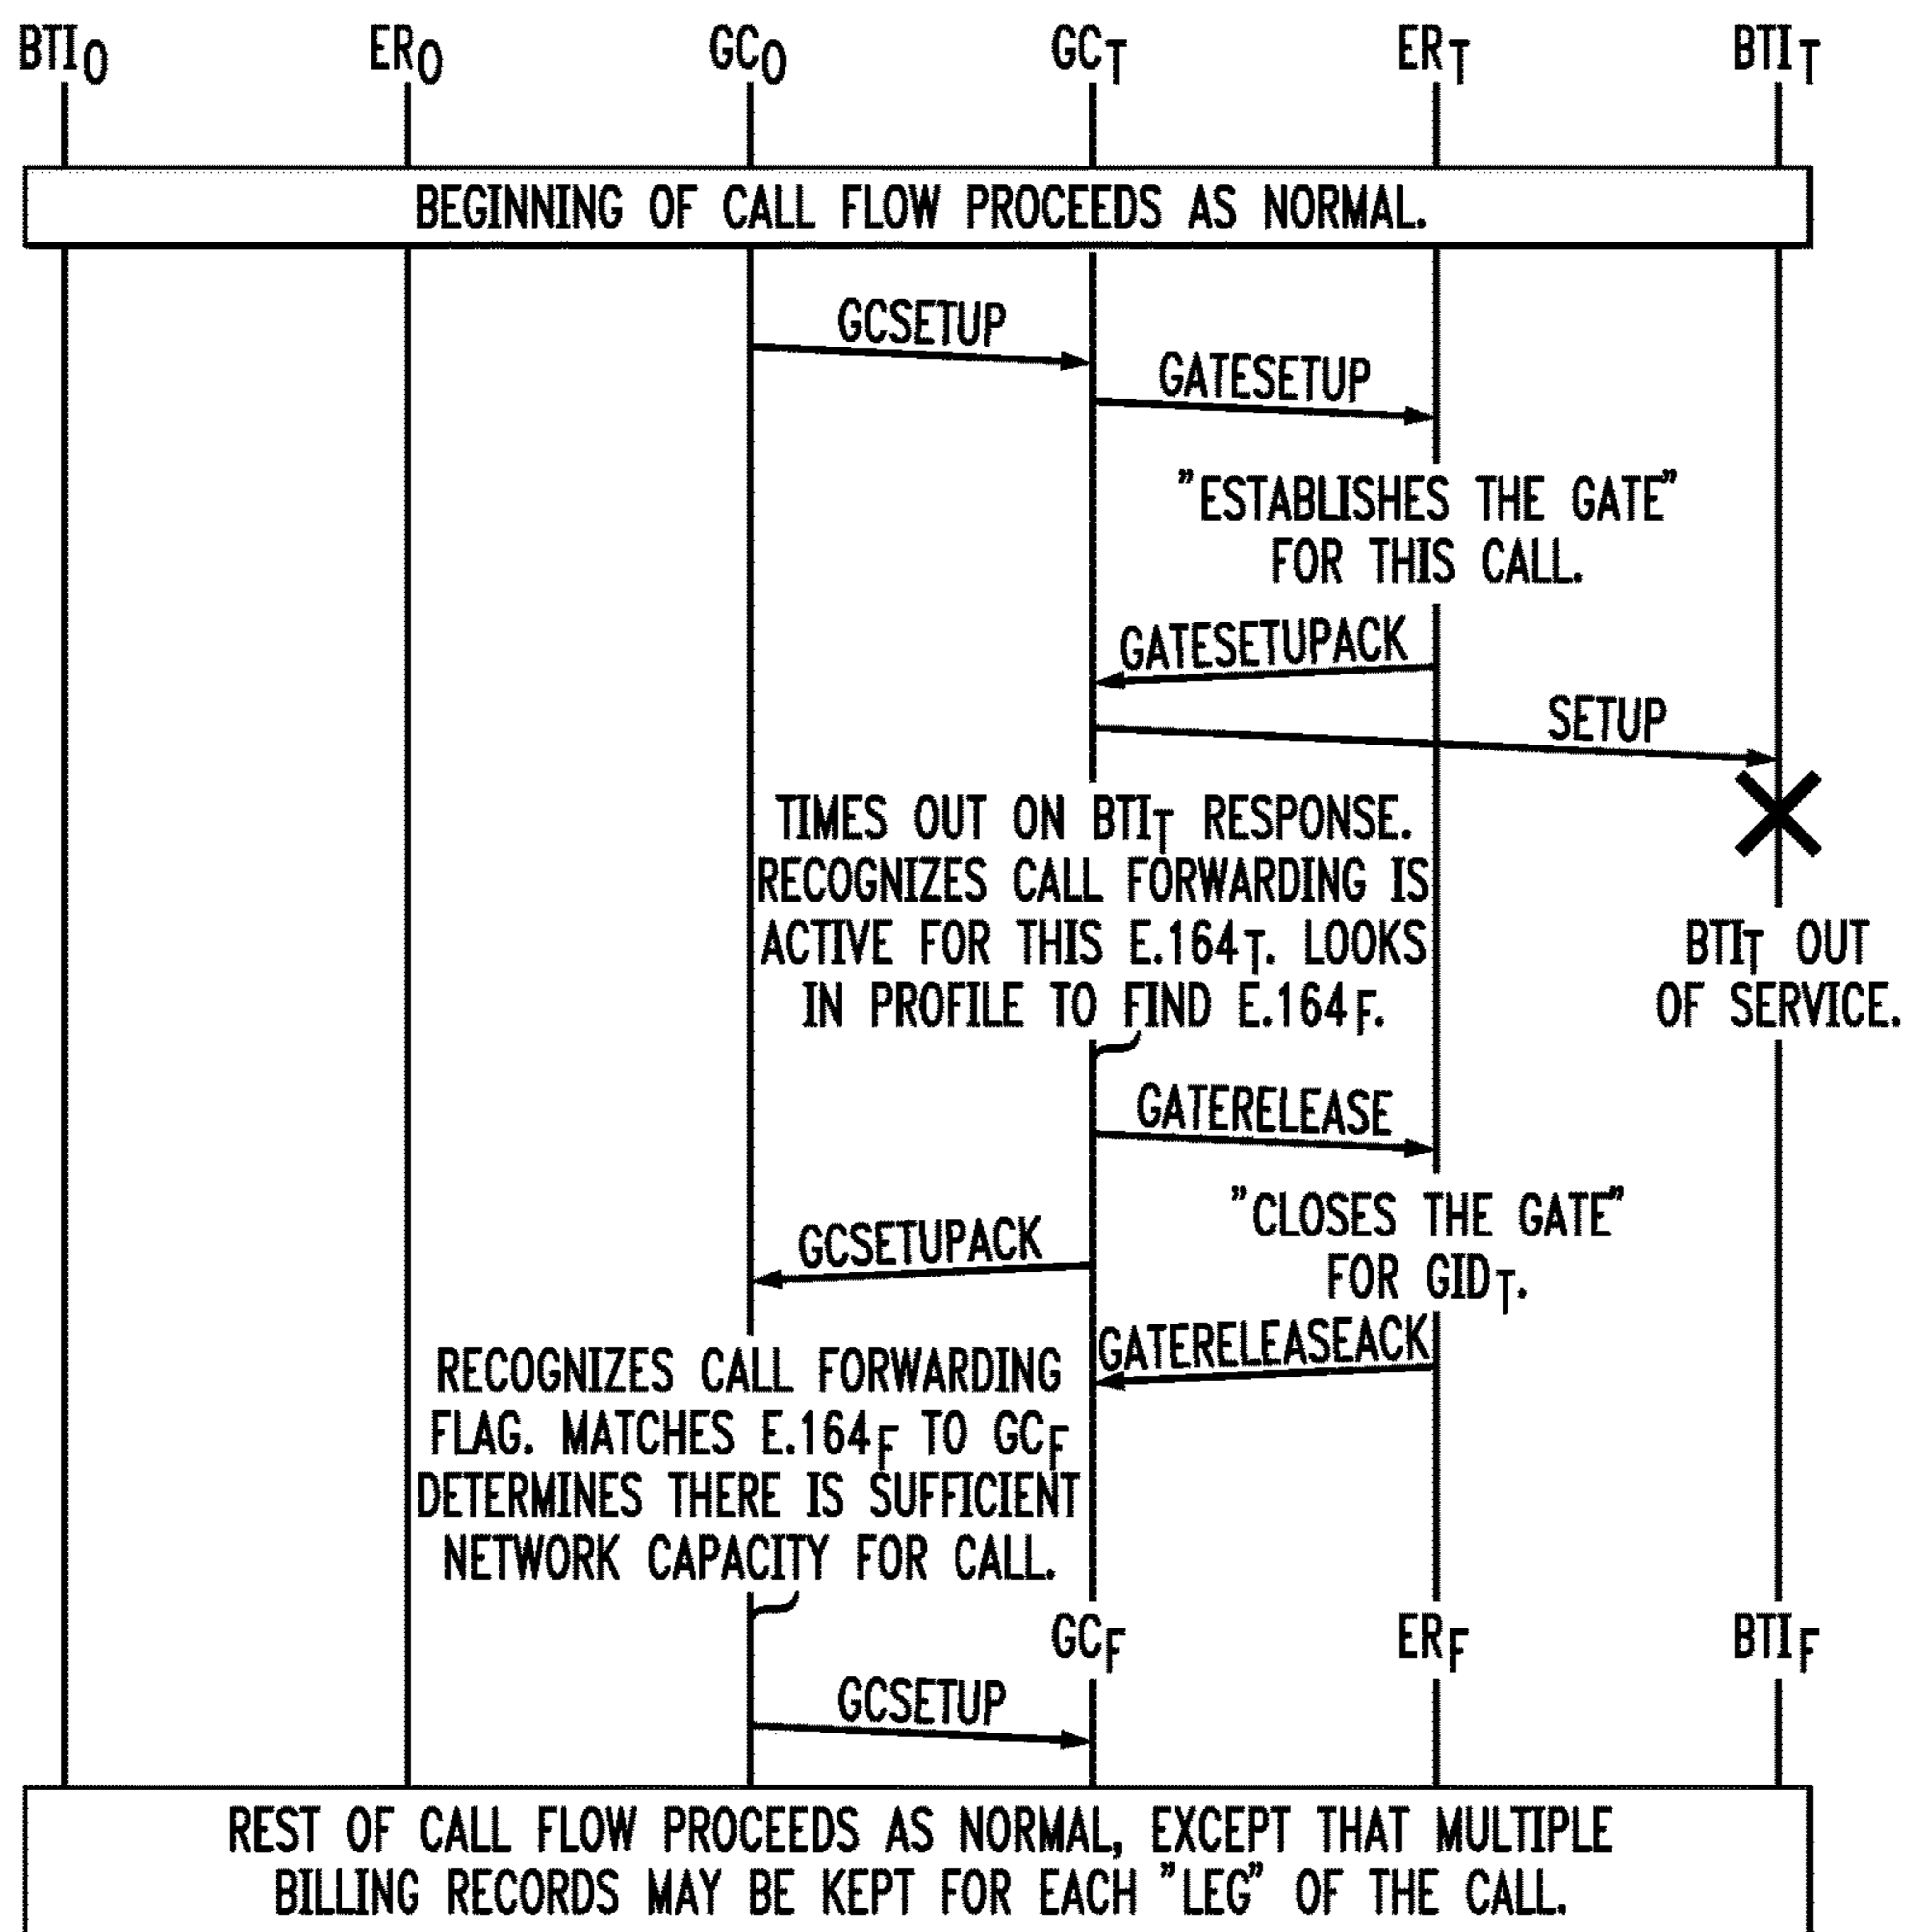 BTIO ERO GCO GCT ERT BTIT
BEGINNING OF CALL FLOW PROCEEDS AS NORMAL.
GCSETUP
GATESETUP
"ESTABLISHES THE GATE"
FOR THIS CALL.
GATESETUPACK
SETUP
TIMES OUT ON BTIT RESPONSE.
RECOGNIZES CALL FORWARDING IS
ACTIVE FOR THIS E.164T. LOOKS
IN PROFILE TO FIND E.164F.
BTIT OUT
OF SERVICE.
GATERELEASE
"CLOSES THE GATE"
FOR GIDT.
GCSETUPACK
GATERELEASEACK
RECOGNIZES CALL FORWARDING
FLAG. MATCHES E.164F TO GCF
DETERMINES THERE IS SUFFICIENT
NETWORK CAPACITY FOR CALL.
GCF ERF BTIF
GCSETUP
REST OF CALL FLOW PROCEEDS AS NORMAL, EXCEPT THAT MULTIPLE
BILLING RECORDS MAY BE KEPT FOR EACH "LEG" OF THE CALL.